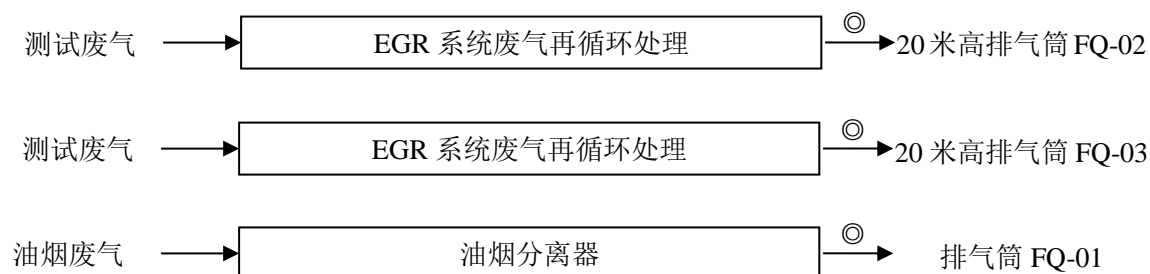 测试废气 EGR 系统废气再循环处理 ◎ 20 米高排气筒 FQ-02
测试废气 EGR 系统废气再循环处理 ◎ 20 米高排气筒 FQ-03
油烟废气 油烟分离器 ◎ 排气筒 FQ-01